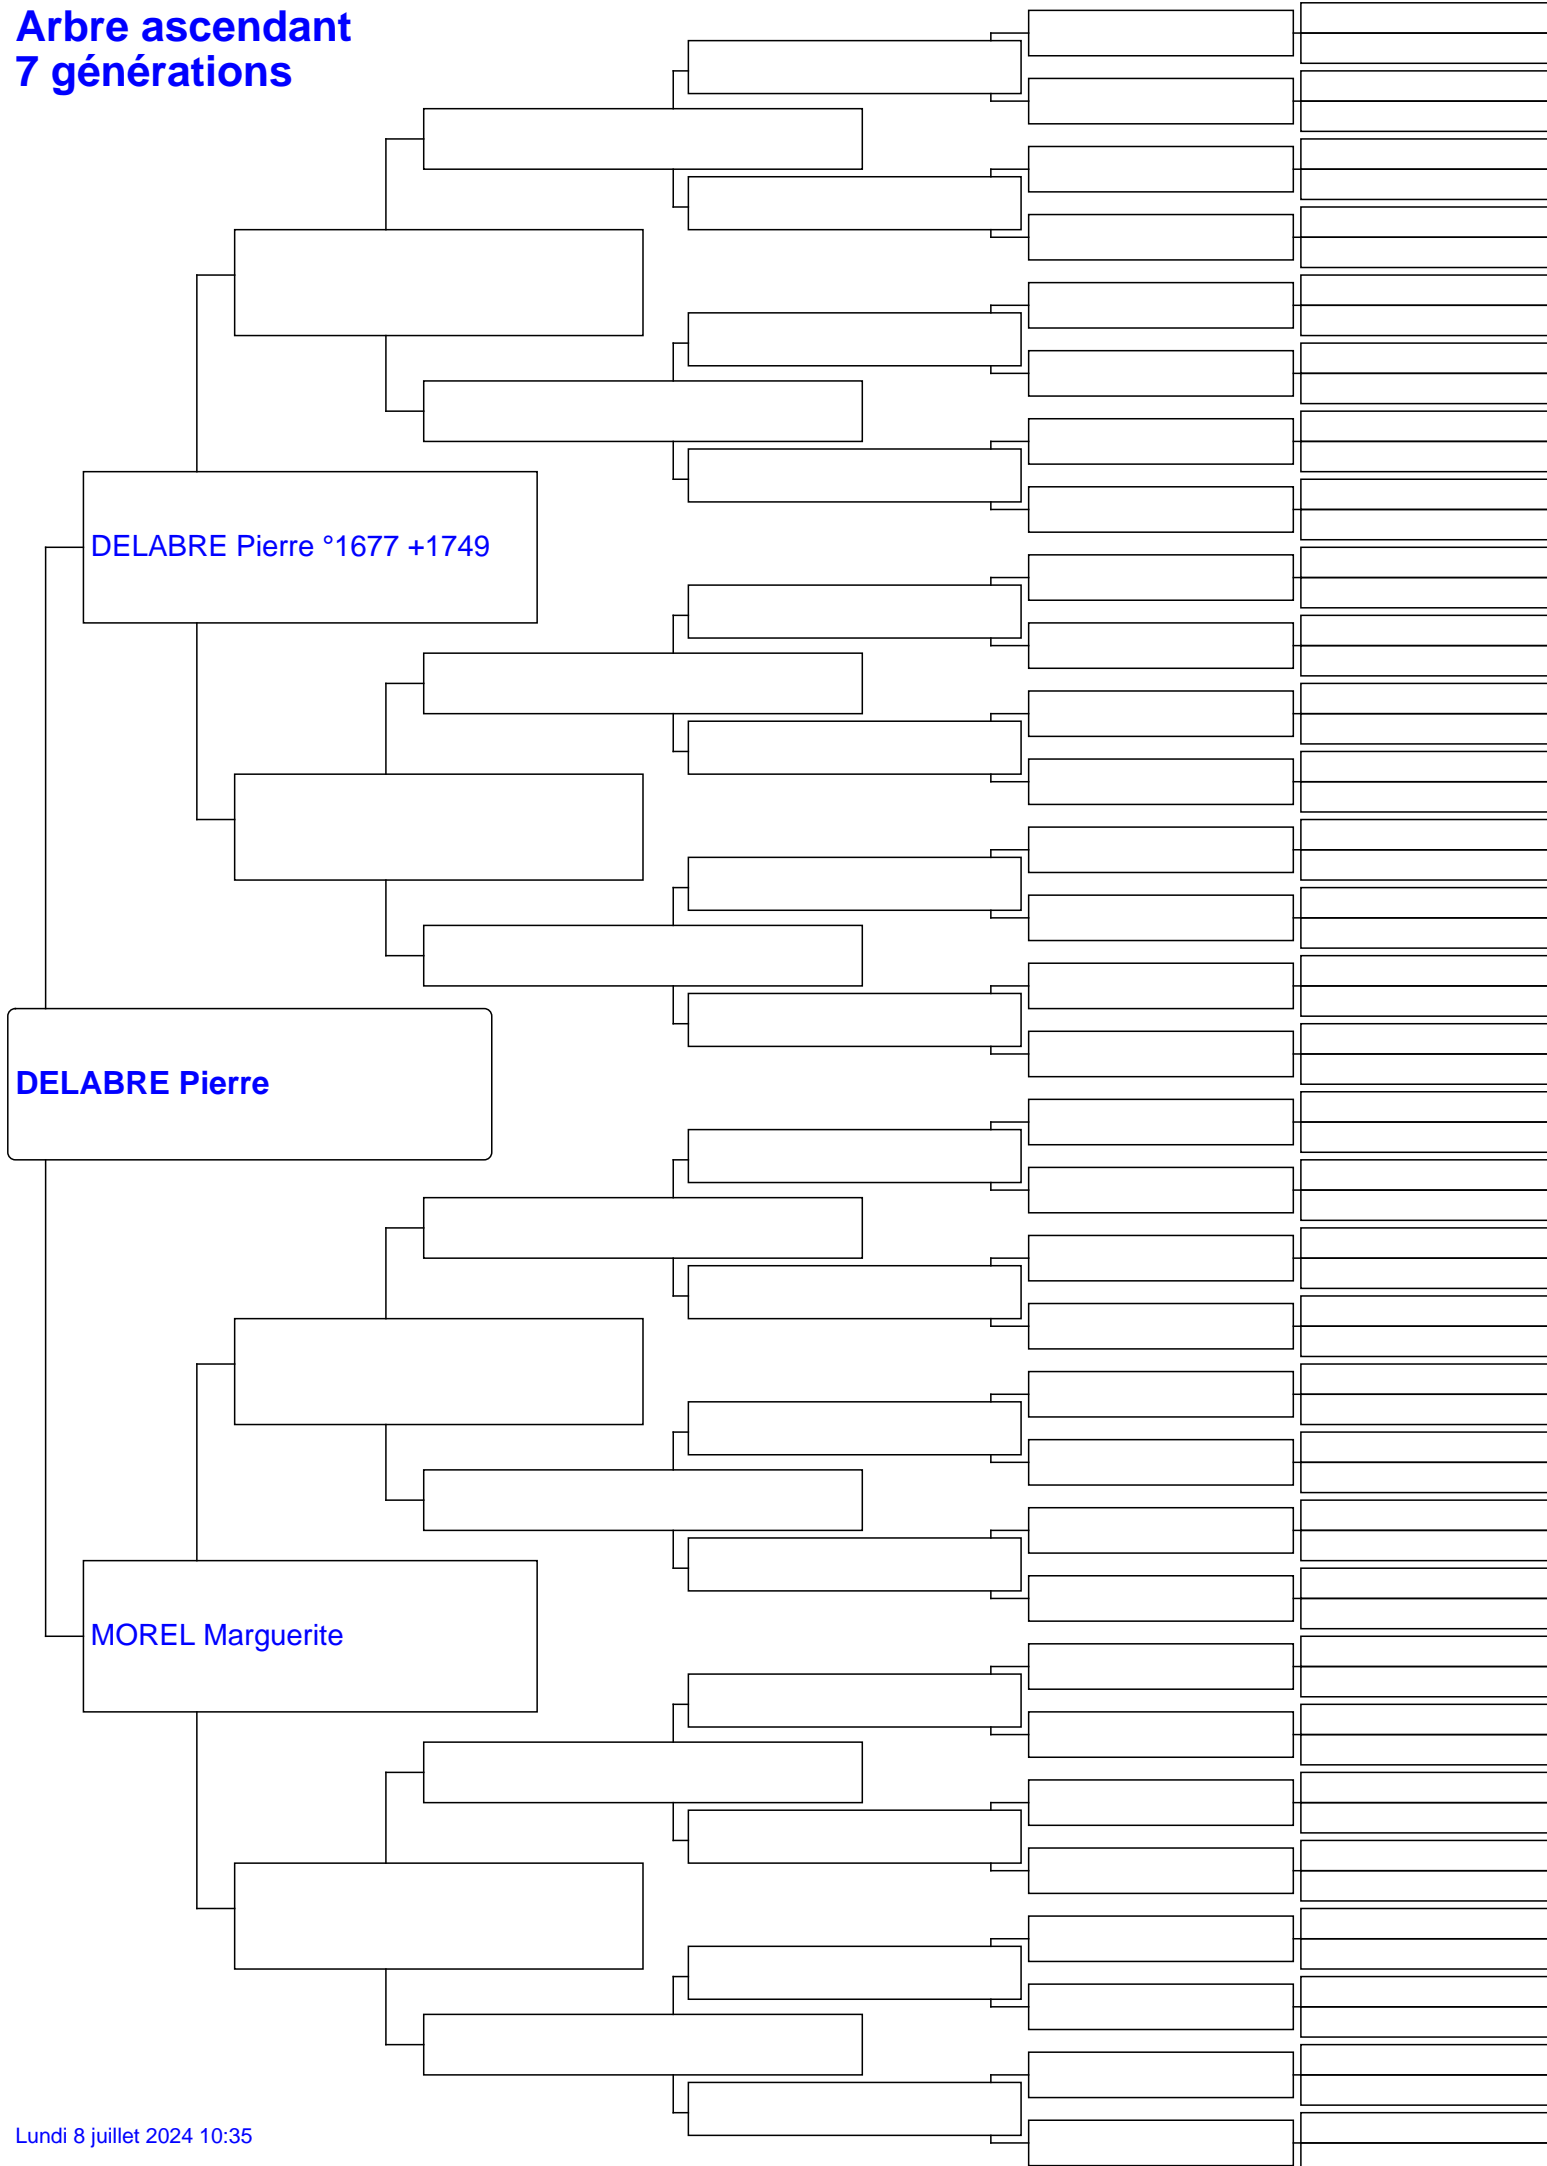 Arbre ascendant
7 générations
DELABRE Pierre °1677 +1749
DELABRE Pierre
MOREL Marguerite
Lundi 8 juillet 2024 10:35